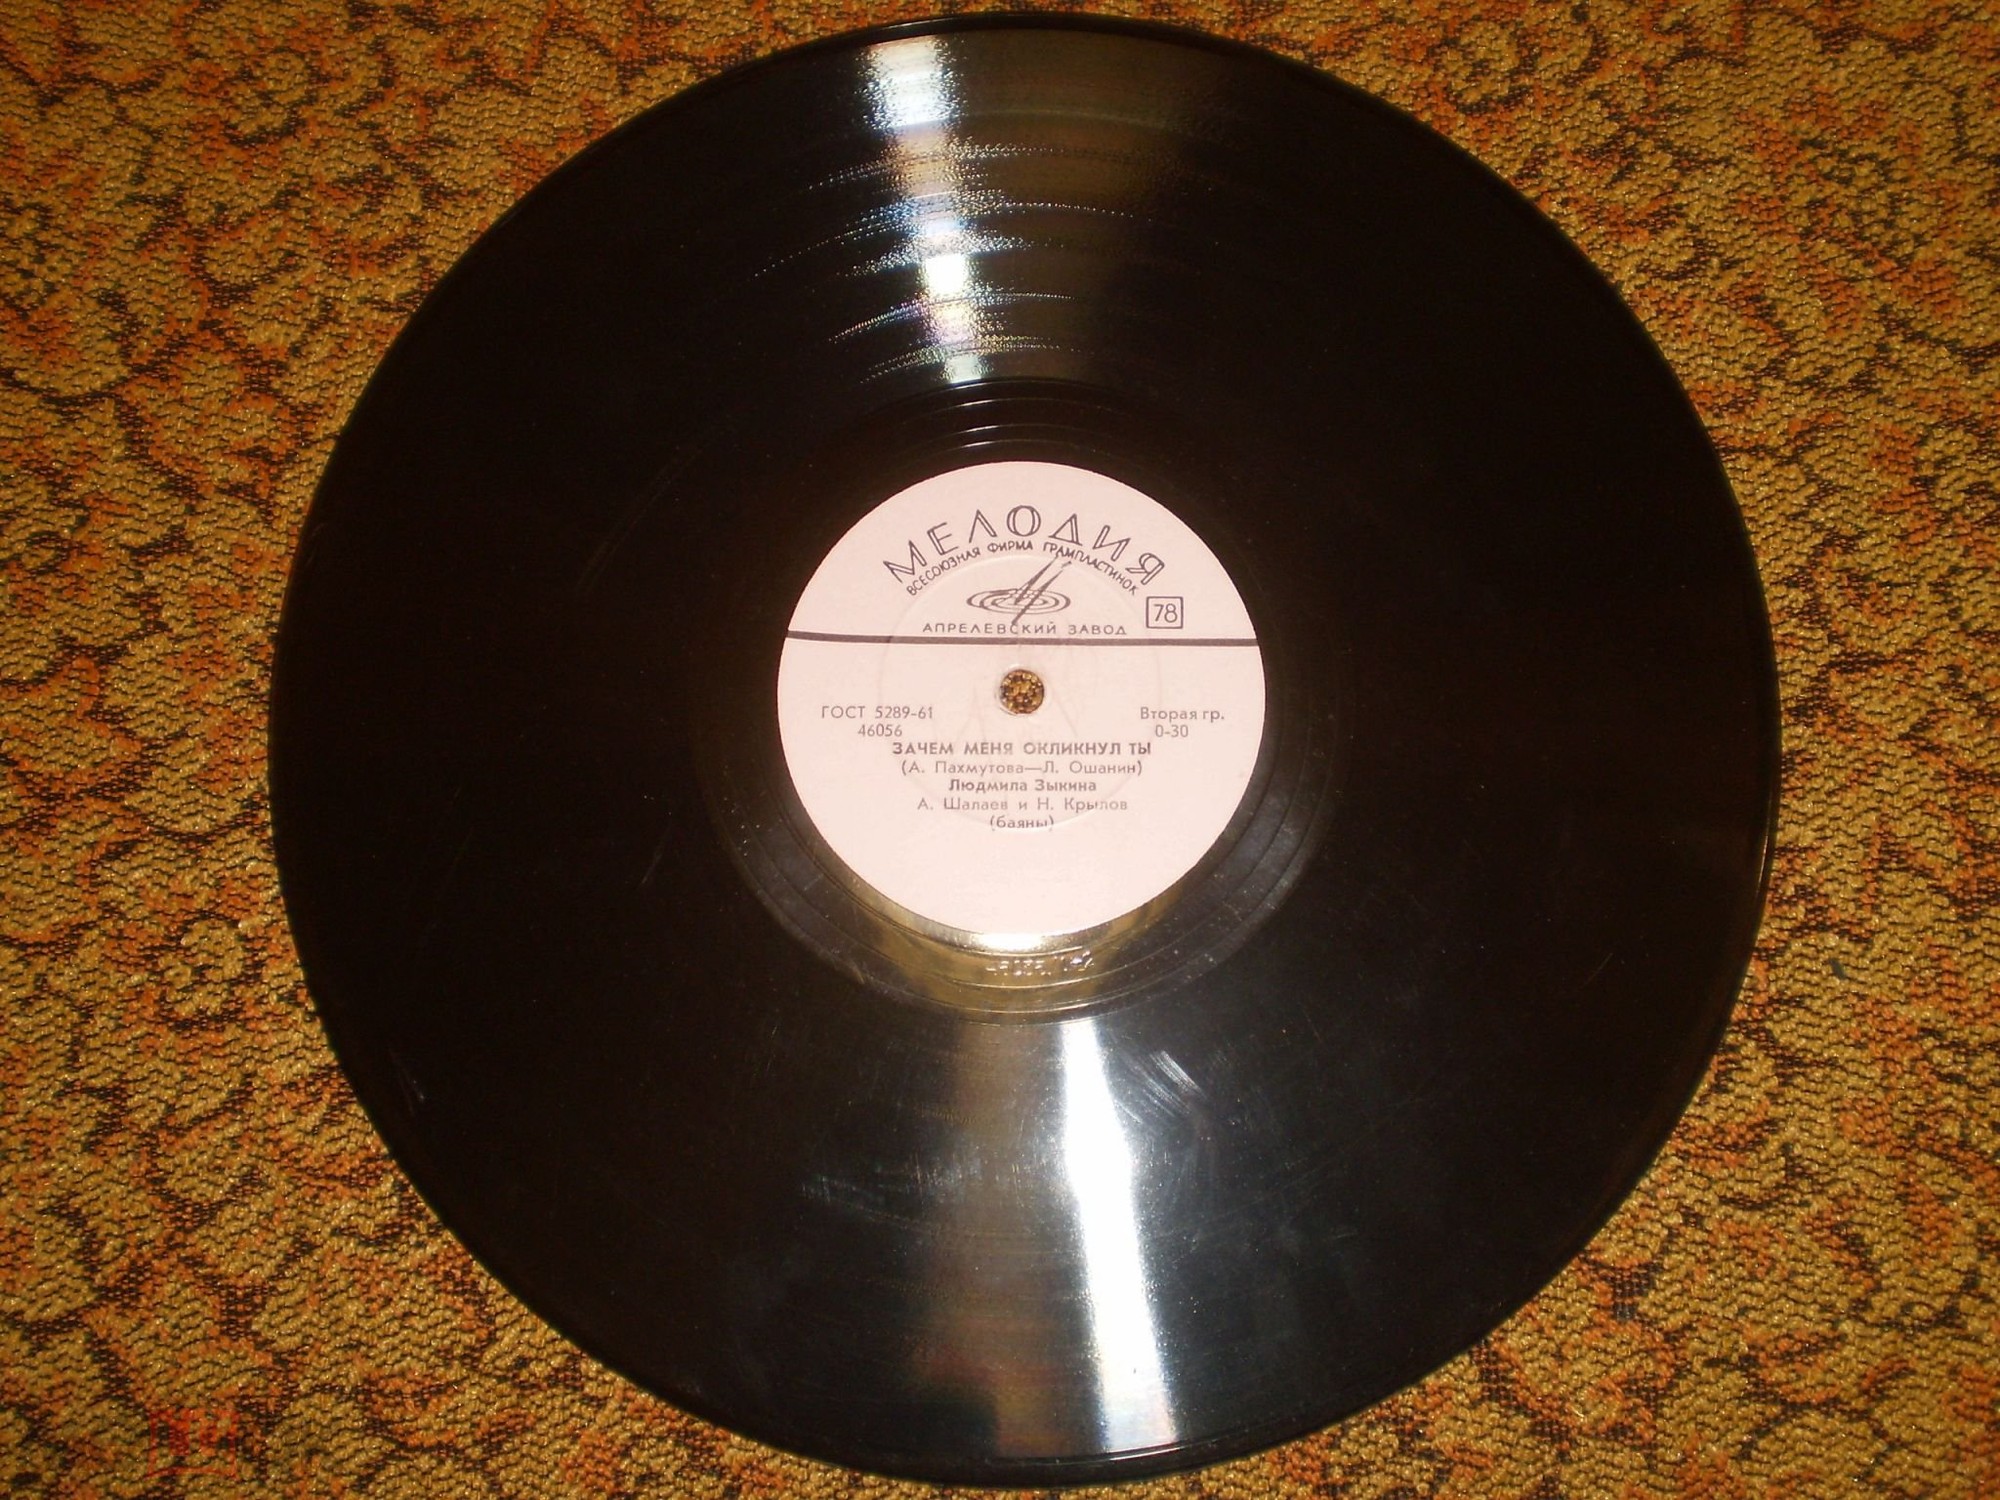 МЕЛОДИЯ
ВСЕСОЮЗНАЯ ФИРМА ГРАМПЛАСТИНОК
78
АПРЕЛЕВСКИЙ ЗАВОД
ГОСТ 5289-61 Вторая гр.
46056 0-30
ЗАЧЕМ МЕНЯ ОКЛИКНУЛ ТЫ
(А. Пахмутова—Л. Ошанин)
Людмила Зыкина
А. Шалаев и Н. Крылов
(баяны)